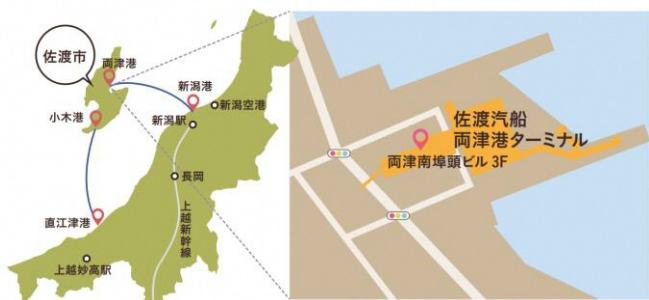 佐渡市
両津港
新潟港
小木港
新潟空港
新潟駅
長岡
直江津港
上越新幹線
上越妙高駅
佐渡汽船
両津港ターミナル
両津南埠頭ビル 3F